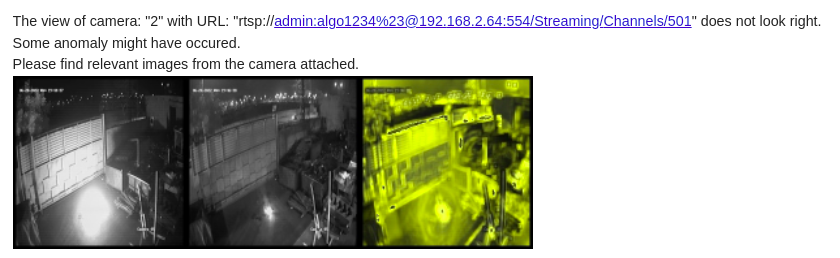 The view of camera: "2" with URL: "rtsp://admin:algo1234%23@192.168.2.64:554/Streaming/Channels/501" does not look right.
Some anomaly might have occured.
Please find relevant images from the camera attached.